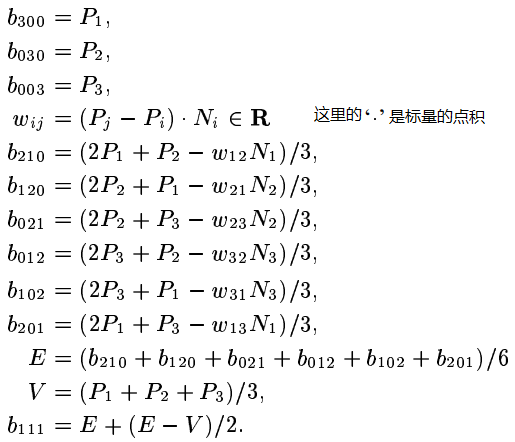 b₃₀₀ = P₁,
b₀₃₀ = P₂,
b₀₀₃ = P₃,
wᵢⱼ = (Pⱼ − Pᵢ) · Nᵢ ∈ R 这里的‘.’是标量的点积
b₂₁₀ = (2P₁ + P₂ − w₁₂N₁)/3,
b₁₂₀ = (2P₂ + P₁ − w₂₁N₂)/3,
b₀₂₁ = (2P₂ + P₃ − w₂₃N₂)/3,
b₀₁₂ = (2P₃ + P₂ − w₃₂N₃)/3,
b₁₀₂ = (2P₃ + P₁ − w₃₁N₃)/3,
b₂₀₁ = (2P₁ + P₃ − w₁₃N₁)/3,
E = (b₂₁₀ + b₁₂₀ + b₀₂₁ + b₀₁₂ + b₁₀₂ + b₂₀₁)/6
V = (P₁ + P₂ + P₃)/3,
b₁₁₁ = E + (E − V)/2.